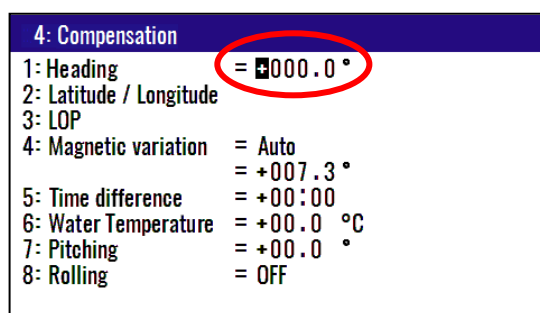 4: Compensation
1: Heading = +000.0°
2: Latitude / Longitude
3: LOP
4: Magnetic variation = Auto
= +007.3°
5: Time difference = +00:00
6: Water Temperature = +00.0 °C
7: Pitching = +00.0 °
8: Rolling = OFF